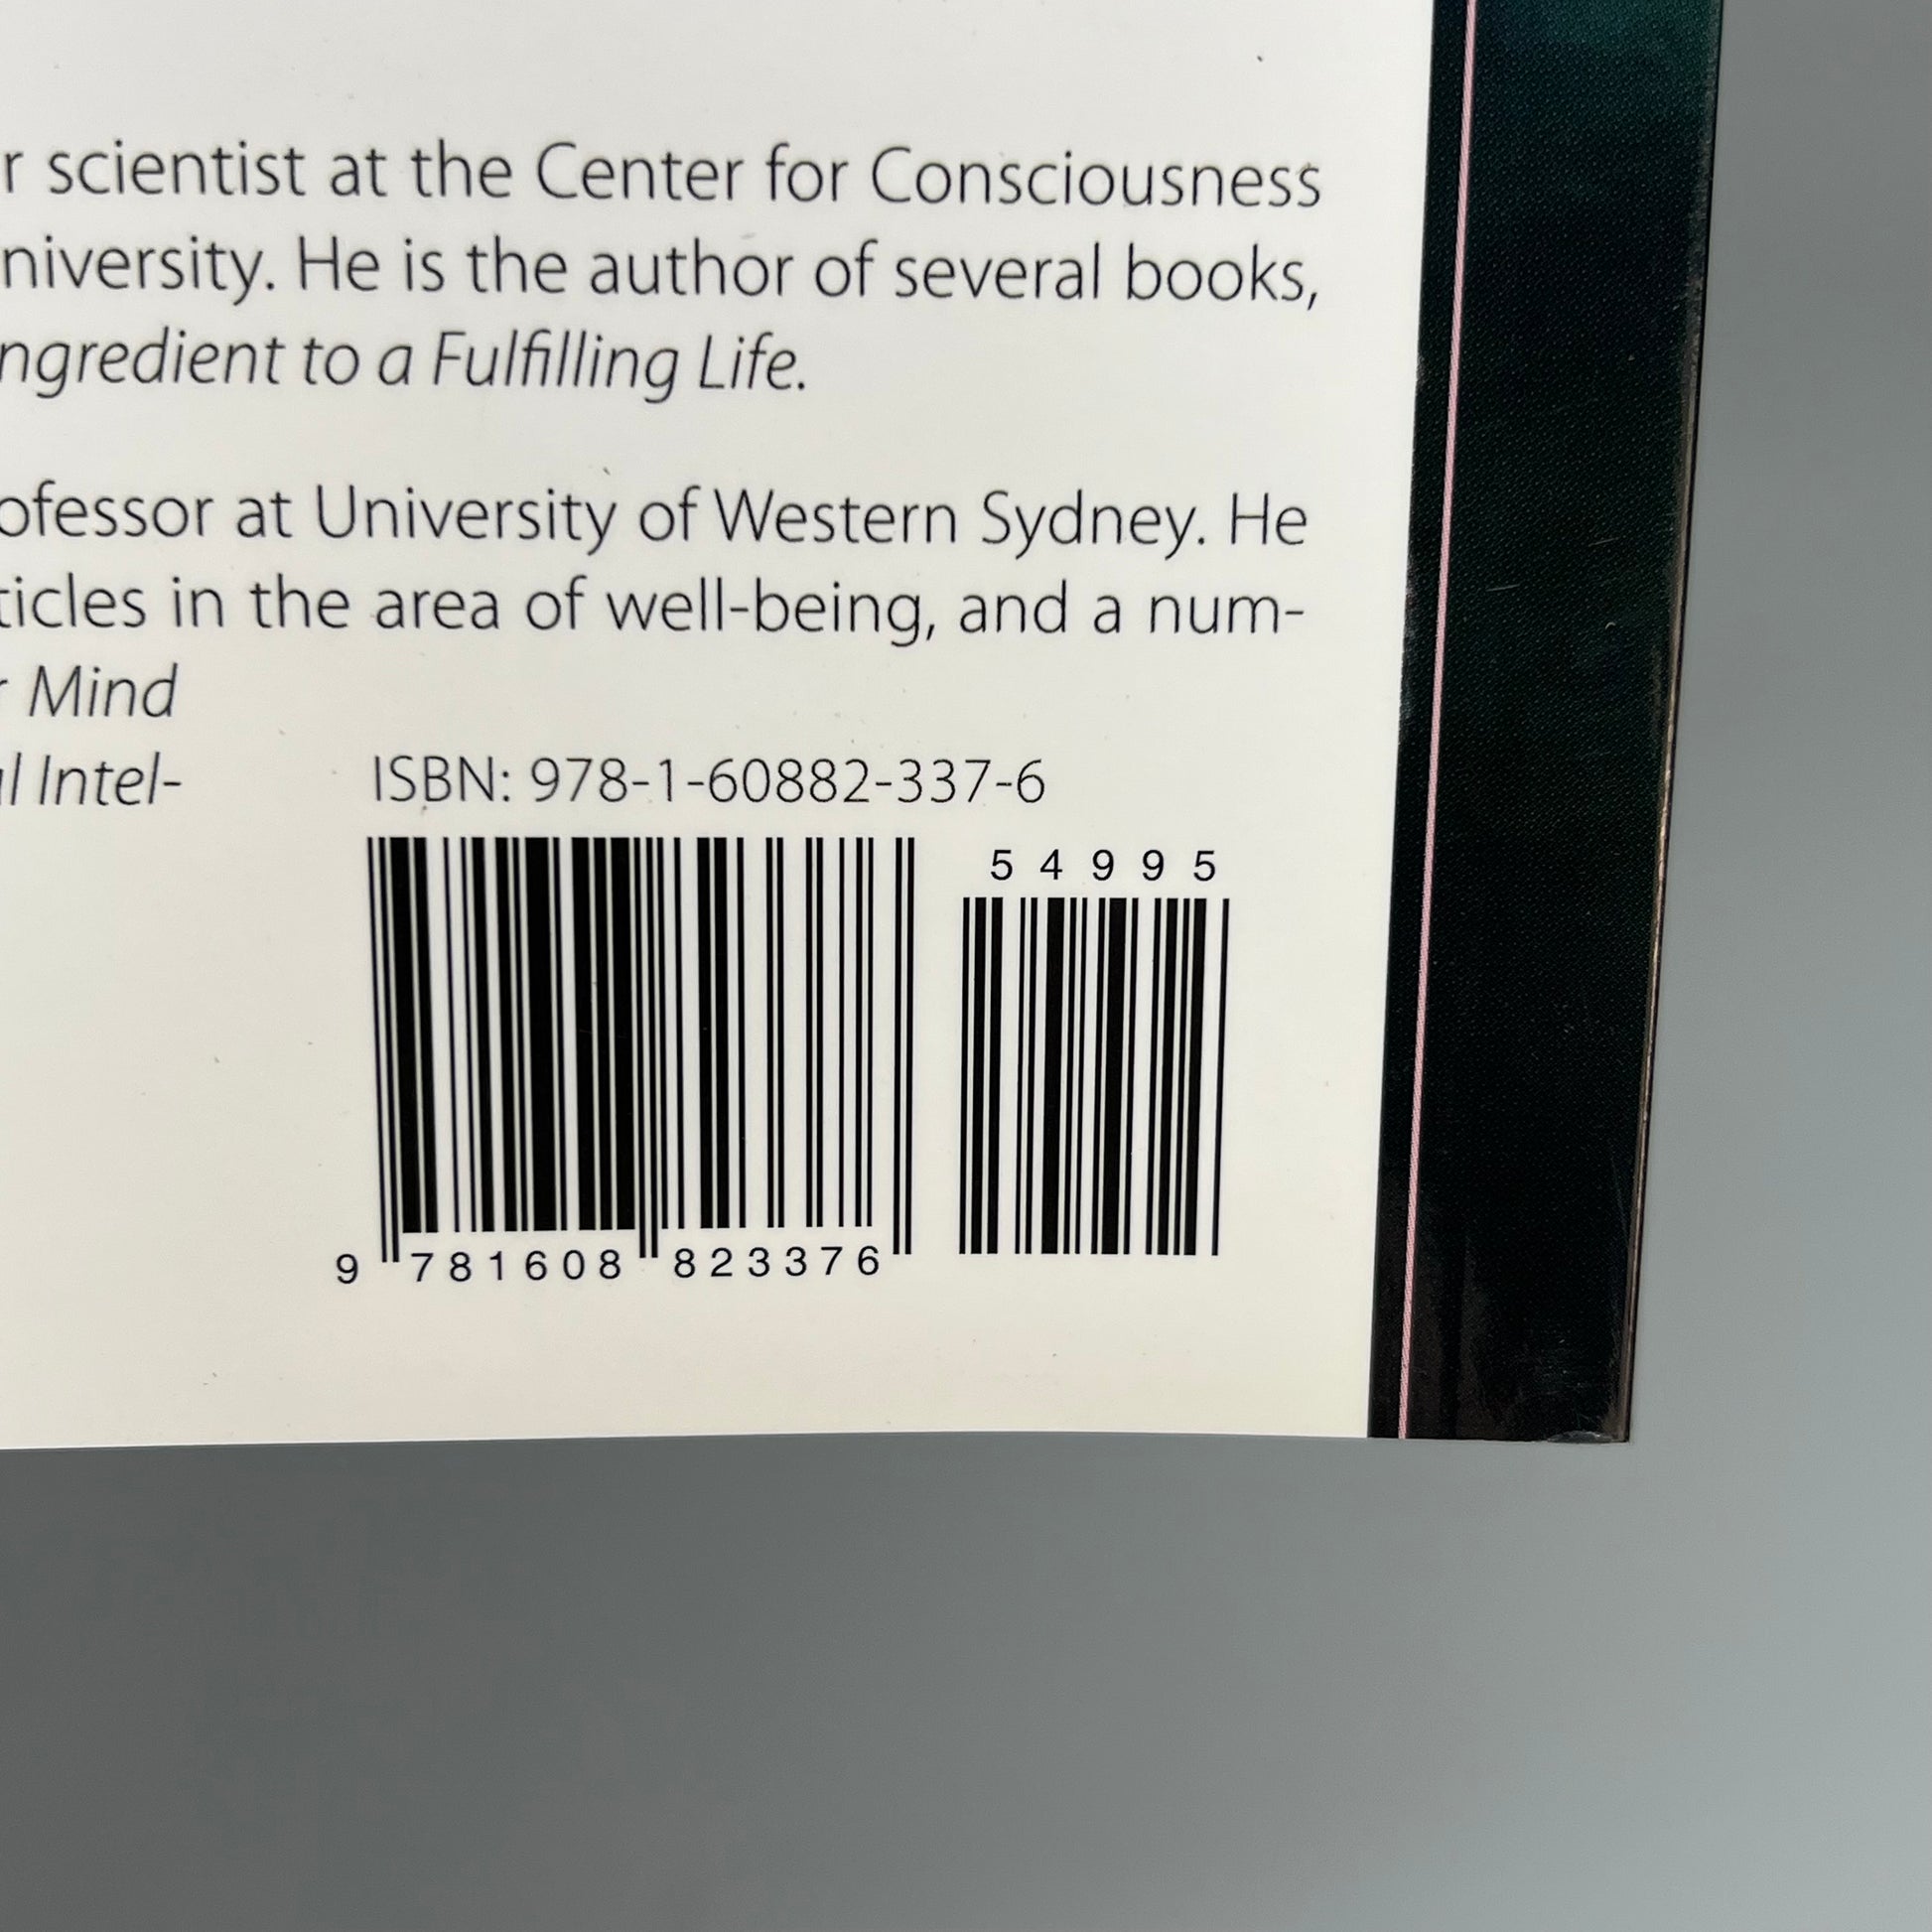 r scientist at the Center for Consciousness
niversity. He is the author of several books,
ngredient to a Fulfilling Life.
ofessor at University of Western Sydney. He
ticles in the area of well-being, and a num-
r Mind
l Intel-
ISBN: 978-1-60882-337-6
54995
9 781608 823376